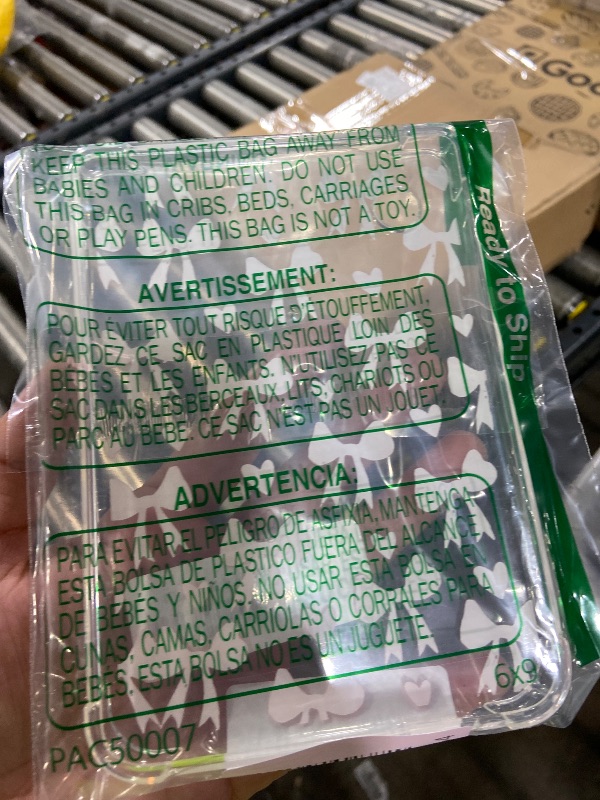 KEEP THIS PLASTIC BAG AWAY FROM
BABIES AND CHILDREN. DO NOT USE
THIS BAG IN CRIBS, BEDS, CARRIAGES
OR PLAY PENS. THIS BAG IS NOT A TOY.
AVERTISSEMENT:
POUR ÉVITER TOUT RISQUE D'ÉTOUFFEMENT,
GARDEZ CE SAC EN PLASTIQUE LOIN DES
BÉBÉS ET LES ENFANTS. N'UTILISEZ PAS CE
SAC DANS LES BERCEAUX, LITS, CHARIOTS OU
PARC AU BEBE. CE SAC N'EST PAS UN JOUET.
ADVERTENCIA:
PARA EVITAR EL PELIGRO DE ASFIXIA, MANTENGA
ESTA BOLSA DE PLASTICO FUERA DEL ALCANCE
DE BEBES Y NIÑOS. NO USAR ESTA BOLSA EN
CUNAS, CAMAS, CARRIOLAS O CORRALES PARA
BEBES. ESTA BOLSA NO ES UN JUGUETE.
6x9
PAC50007
Ready to Ship
Goo